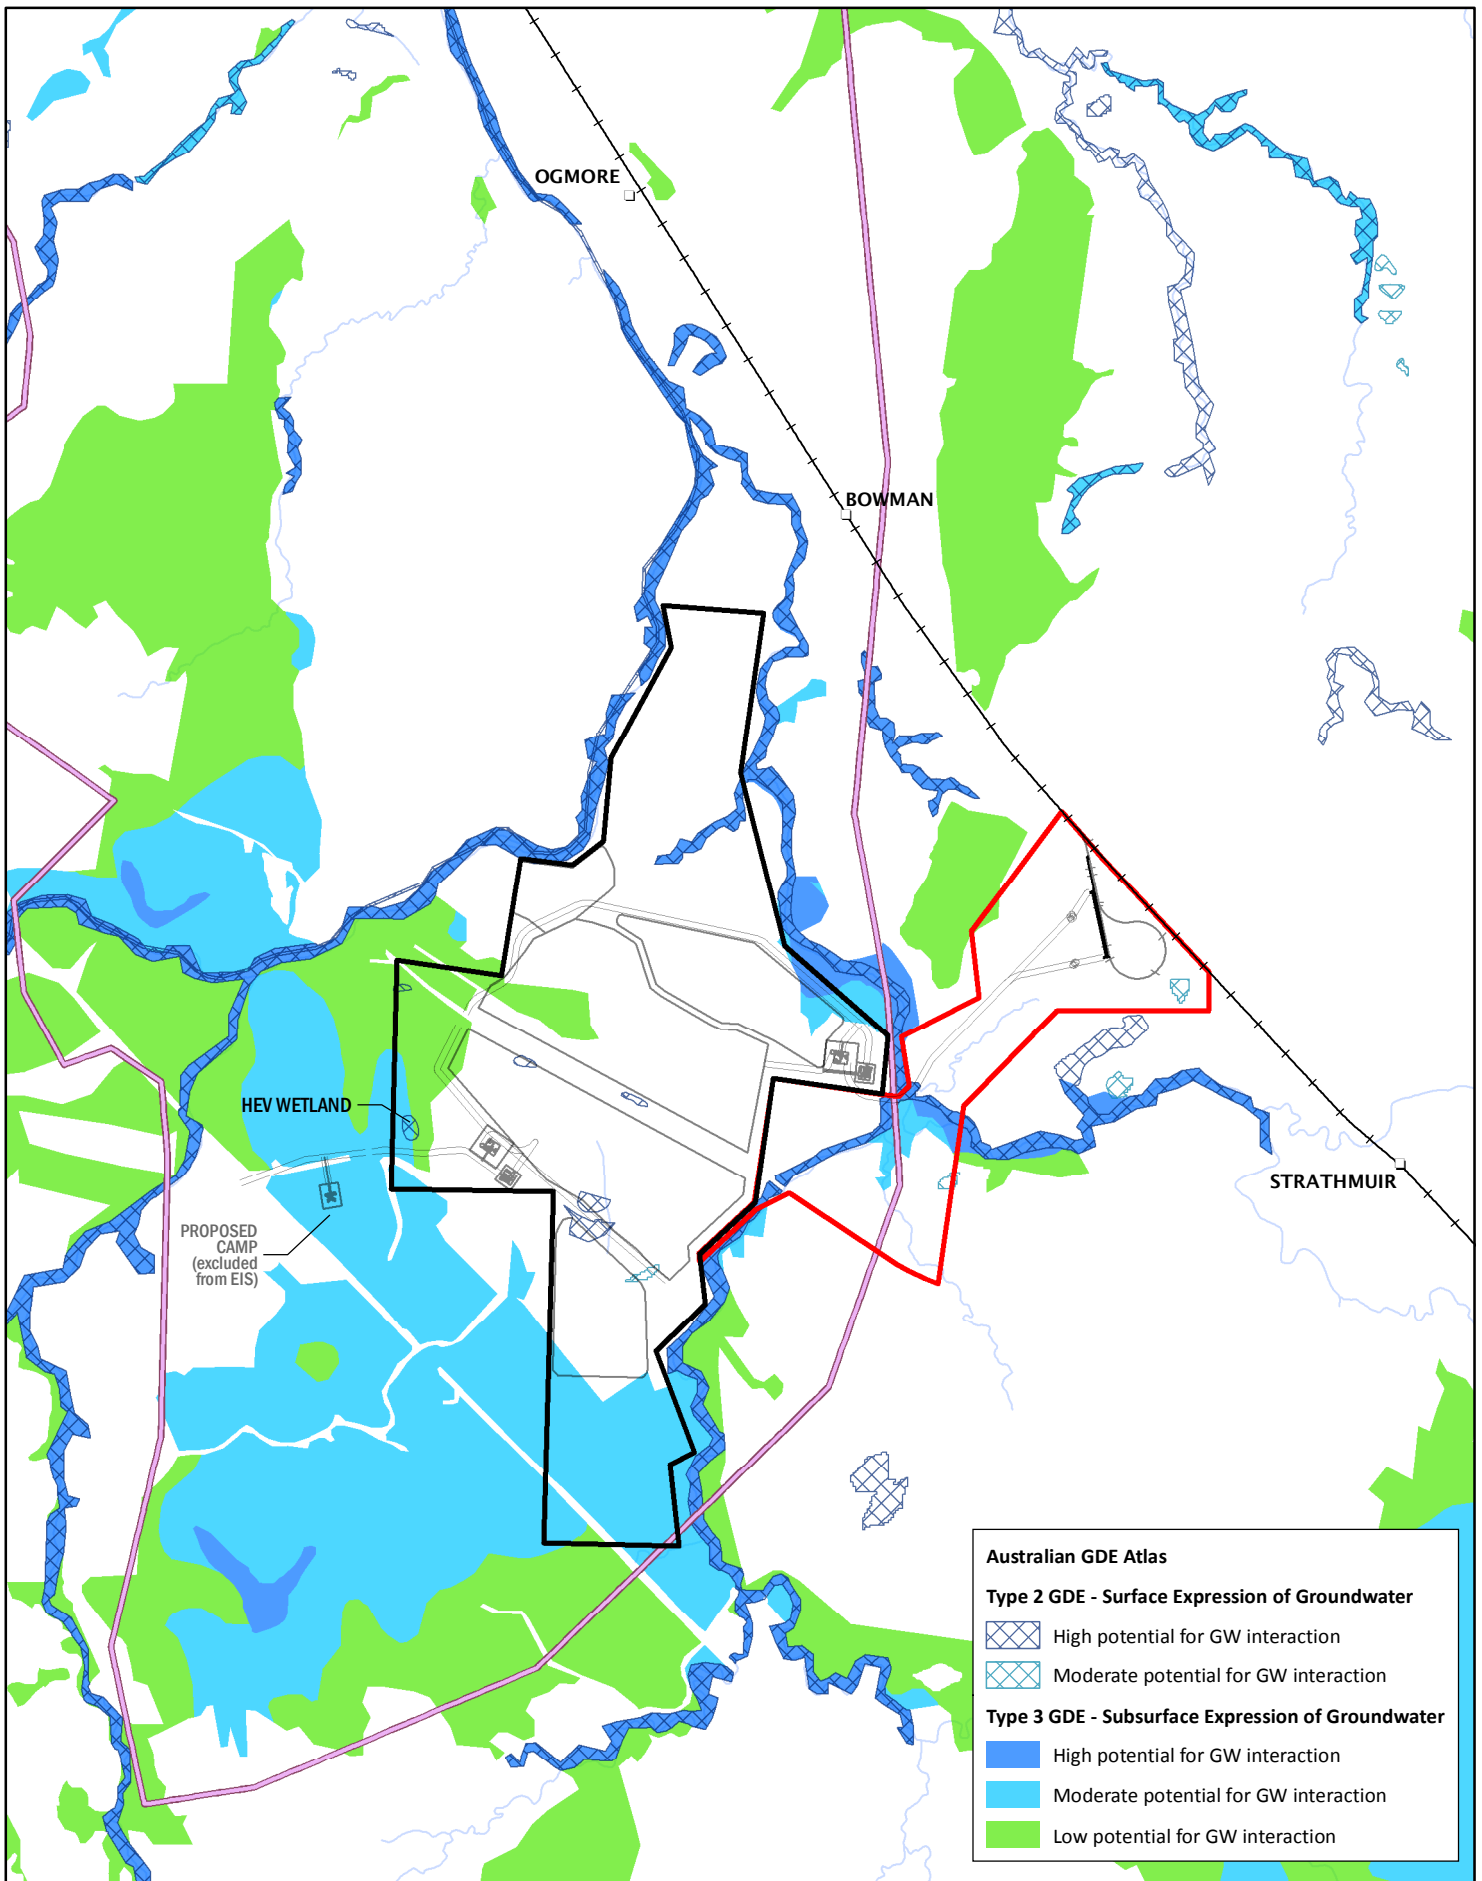 OGMORE
BOWMAN
HEV WETLAND
STRATHMUIR
PROPOSED
CAMP
(excluded
from EIS)
Australian GDE Atlas
Type 2 GDE - Surface Expression of Groundwater
High potential for GW interaction
Moderate potential for GW interaction
Type 3 GDE - Subsurface Expression of Groundwater
High potential for GW interaction
Moderate potential for GW interaction
Low potential for GW interaction